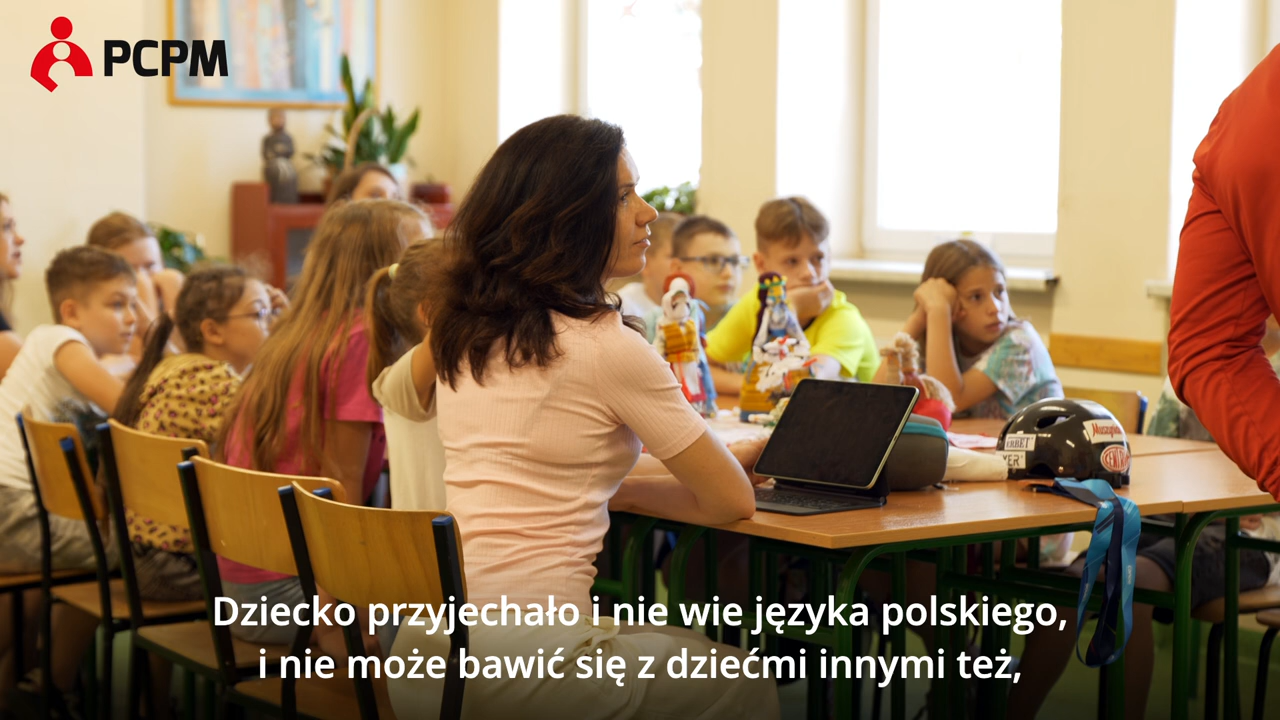 PCPM
Dziecko przyjechało i nie wie języka polskiego,
i nie może bawić się z dziećmi innymi też,